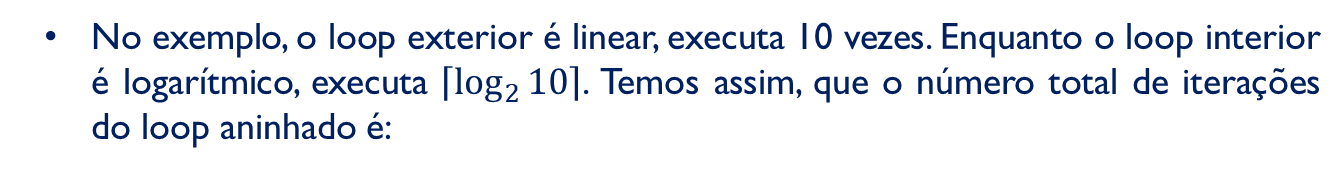 • No exemplo, o loop exterior é linear, executa 10 vezes. Enquanto o loop interior
é logarítmico, executa ⌈log₂ 10⌉. Temos assim, que o número total de iterações
do loop aninhado é: